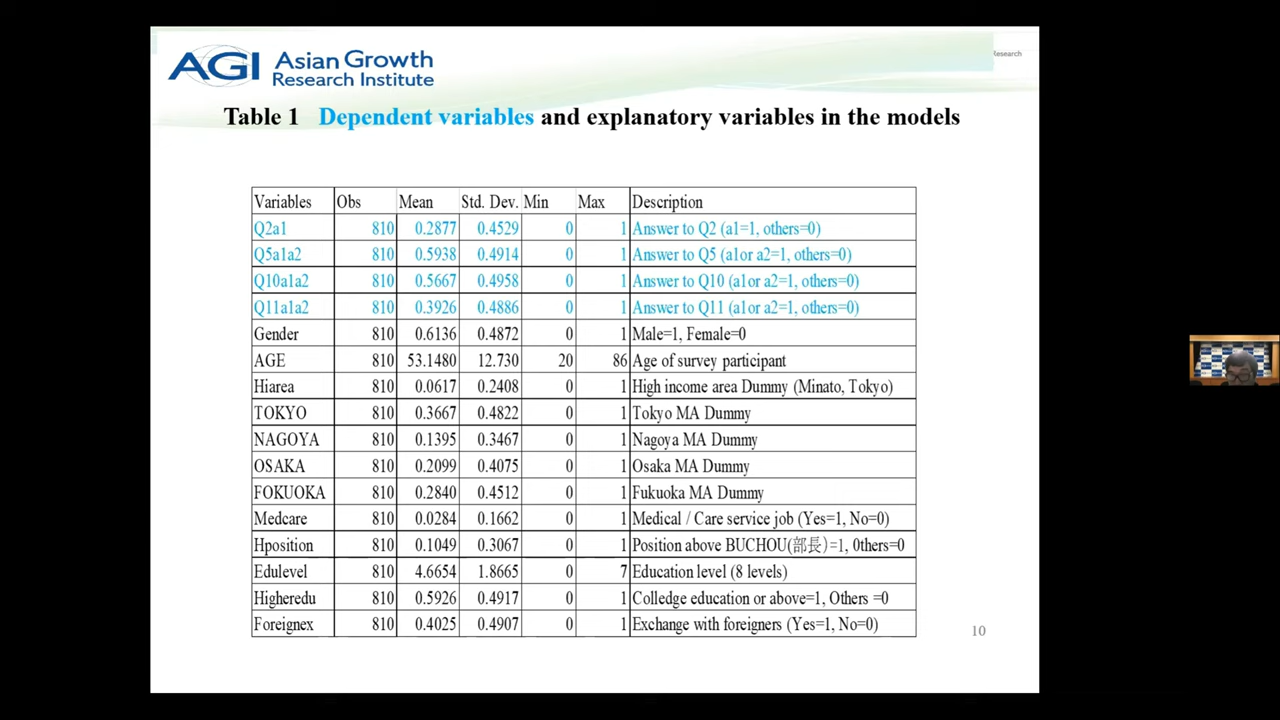 AGI Asian Growth Research Institute
Research
Table 1 Dependent variables and explanatory variables in the models
Variables Obs Mean Std. Dev. Min Max Description
Q2a1 810 0.2877 0.4529 0 1 Answer to Q2 (a1=1, others=0)
Q5a1a2 810 0.5938 0.4914 0 1 Answer to Q5 (a1or a2=1, others=0)
Q10a1a2 810 0.5667 0.4958 0 1 Answer to Q10 (a1or a2=1, others=0)
Q11a1a2 810 0.3926 0.4886 0 1 Answer to Q11 (a1or a2=1, others=0)
Gender 810 0.6136 0.4872 0 1 Male=1, Female=0
AGE 810 53.1480 12.730 20 86 Age of survey participant
Hiarea 810 0.0617 0.2408 0 1 High income area Dummy (Minato, Tokyo)
TOKYO 810 0.3667 0.4822 0 1 Tokyo MA Dummy
NAGOYA 810 0.1395 0.3467 0 1 Nagoya MA Dummy
OSAKA 810 0.2099 0.4075 0 1 Osaka MA Dummy
FOKUOKA 810 0.2840 0.4512 0 1 Fukuoka MA Dummy
Medcare 810 0.0284 0.1662 0 1 Medical / Care service job (Yes=1, No=0)
Hposition 810 0.1049 0.3067 0 1 Position above BUCHOU(部長)=1, 0thers=0
Edulevel 810 4.6654 1.8665 0 7 Education level (8 levels)
Higheredu 810 0.5926 0.4917 0 1 Colledge education or above=1, Others =0
Foreignex 810 0.4025 0.4907 0 1 Exchange with foreigners (Yes=1, No=0)
10